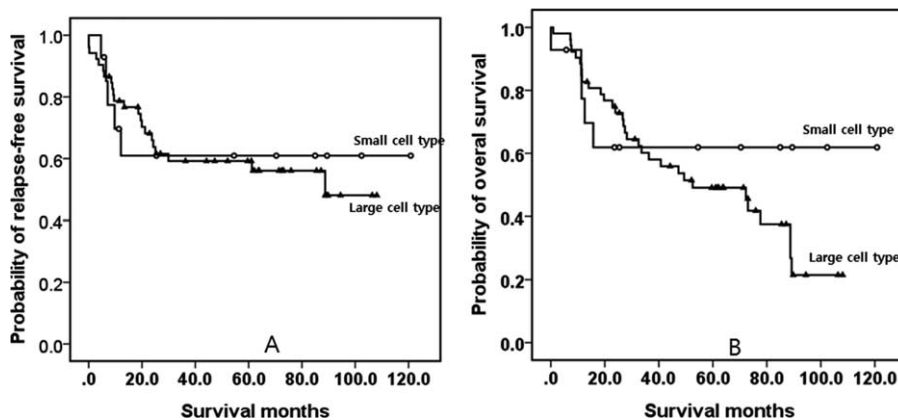 Probability of relapse-free survival
1.0
0.8
0.6
0.4
0.2
0.0
Small cell type
Large cell type
A
.0 20.0 40.0 60.0 80.0 100.0 120.0
Survival months
Probability of overall survival
1.0
0.8
0.6
0.4
0.2
0.0
Small cell type
Large cell type
B
.0 20.0 40.0 60.0 80.0 100.0 120.0
Survival months